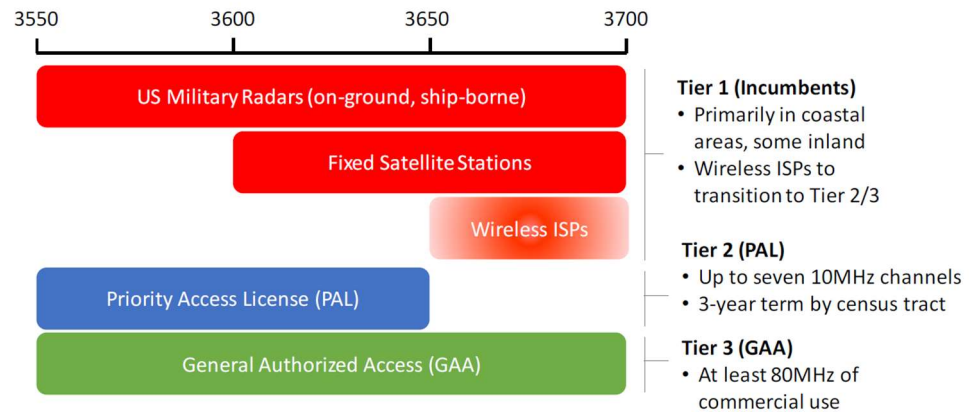 3550 3600 3650 3700
US Military Radars (on-ground, ship-borne)
Fixed Satellite Stations
Wireless ISPs
Priority Access License (PAL)
General Authorized Access (GAA)
Tier 1 (Incumbents)
• Primarily in coastal
areas, some inland
• Wireless ISPs to
transition to Tier 2/3
Tier 2 (PAL)
• Up to seven 10MHz channels
• 3-year term by census tract
Tier 3 (GAA)
• At least 80MHz of
commercial use